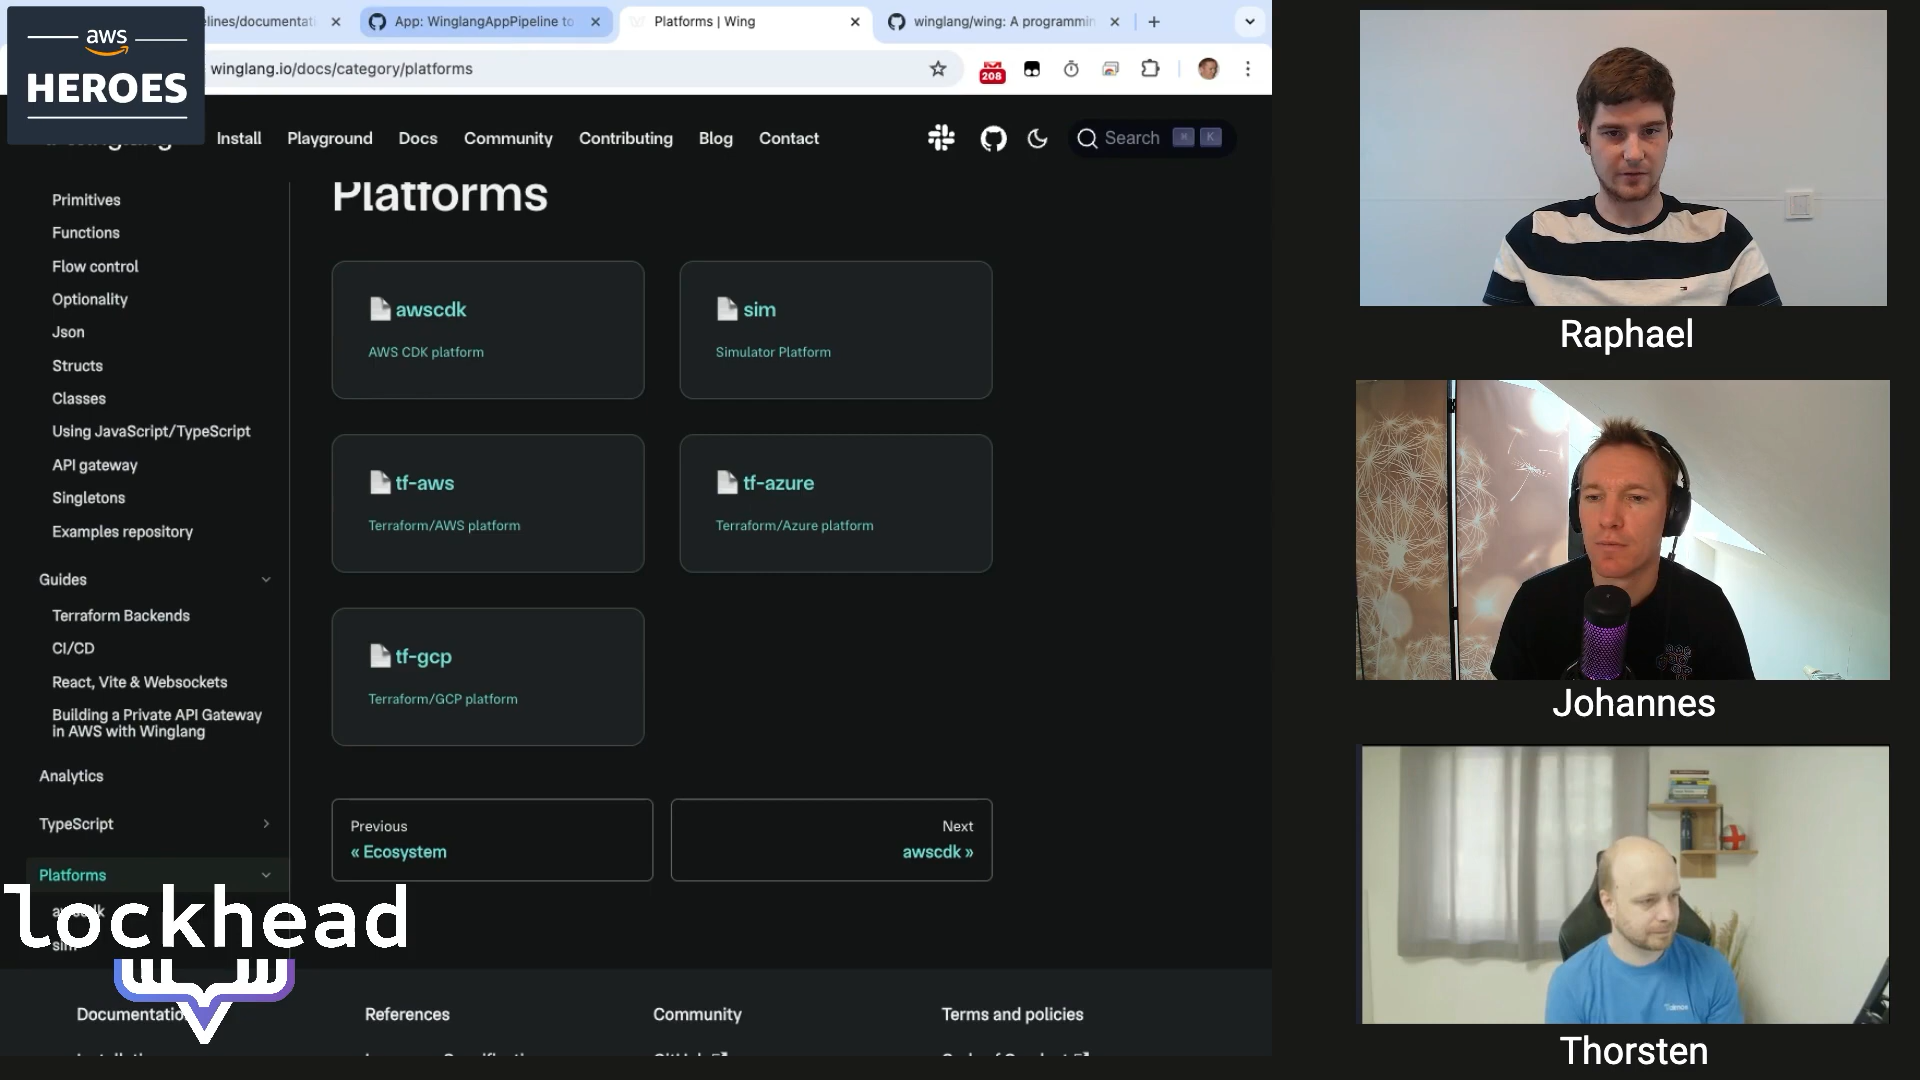 elines/documentati
App: WinglangAppPipeline to
Platforms | Wing
winglang/wing: A programmin
winglang.io/docs/category/platforms
208
aws
HEROES
Install
Playground
Docs
Community
Contributing
Blog
Contact
Search
K
Platforms
Primitives
Functions
Flow control
Optionality
Json
Structs
Classes
Using JavaScript/TypeScript
API gateway
Singletons
Examples repository
Guides
Terraform Backends
CI/CD
React, Vite & Websockets
Building a Private API Gateway
in AWS with Winglang
Analytics
TypeScript
Platforms
awscdk
AWS CDK platform
sim
Simulator Platform
tf-aws
Terraform/AWS platform
tf-azure
Terraform/Azure platform
tf-gcp
Terraform/GCP platform
Previous
« Ecosystem
Next
awscdk »
lockhead
sim
Documentatio
References
Community
Terms and policies
Raphael
Johannes
Thorsten